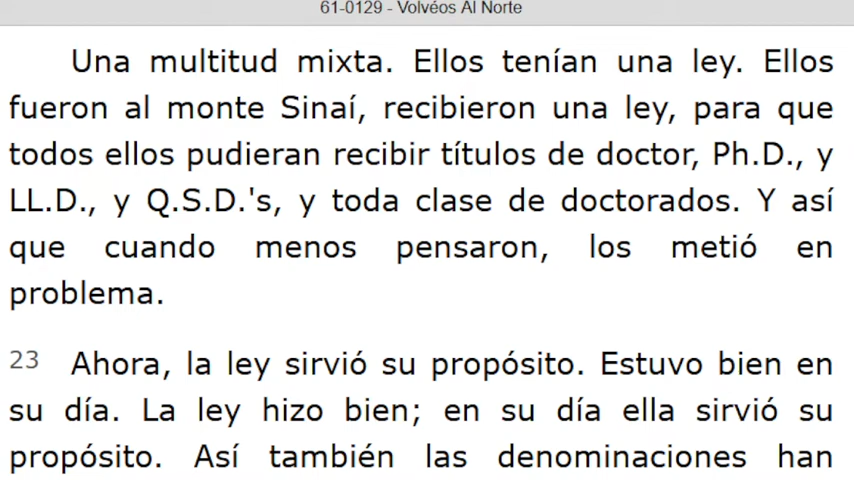 61-0129 - Volvéos Al Norte
Una multitud mixta. Ellos tenían una ley. Ellos
fueron al monte Sinaí, recibieron una ley, para que
todos ellos pudieran recibir títulos de doctor, Ph.D., y
LL.D., y Q.S.D.'s, y toda clase de doctorados. Y así
que cuando menos pensaron, los metió en
problema.
23 Ahora, la ley sirvió su propósito. Estuvo bien en
su día. La ley hizo bien; en su día ella sirvió su
propósito. Así también las denominaciones han